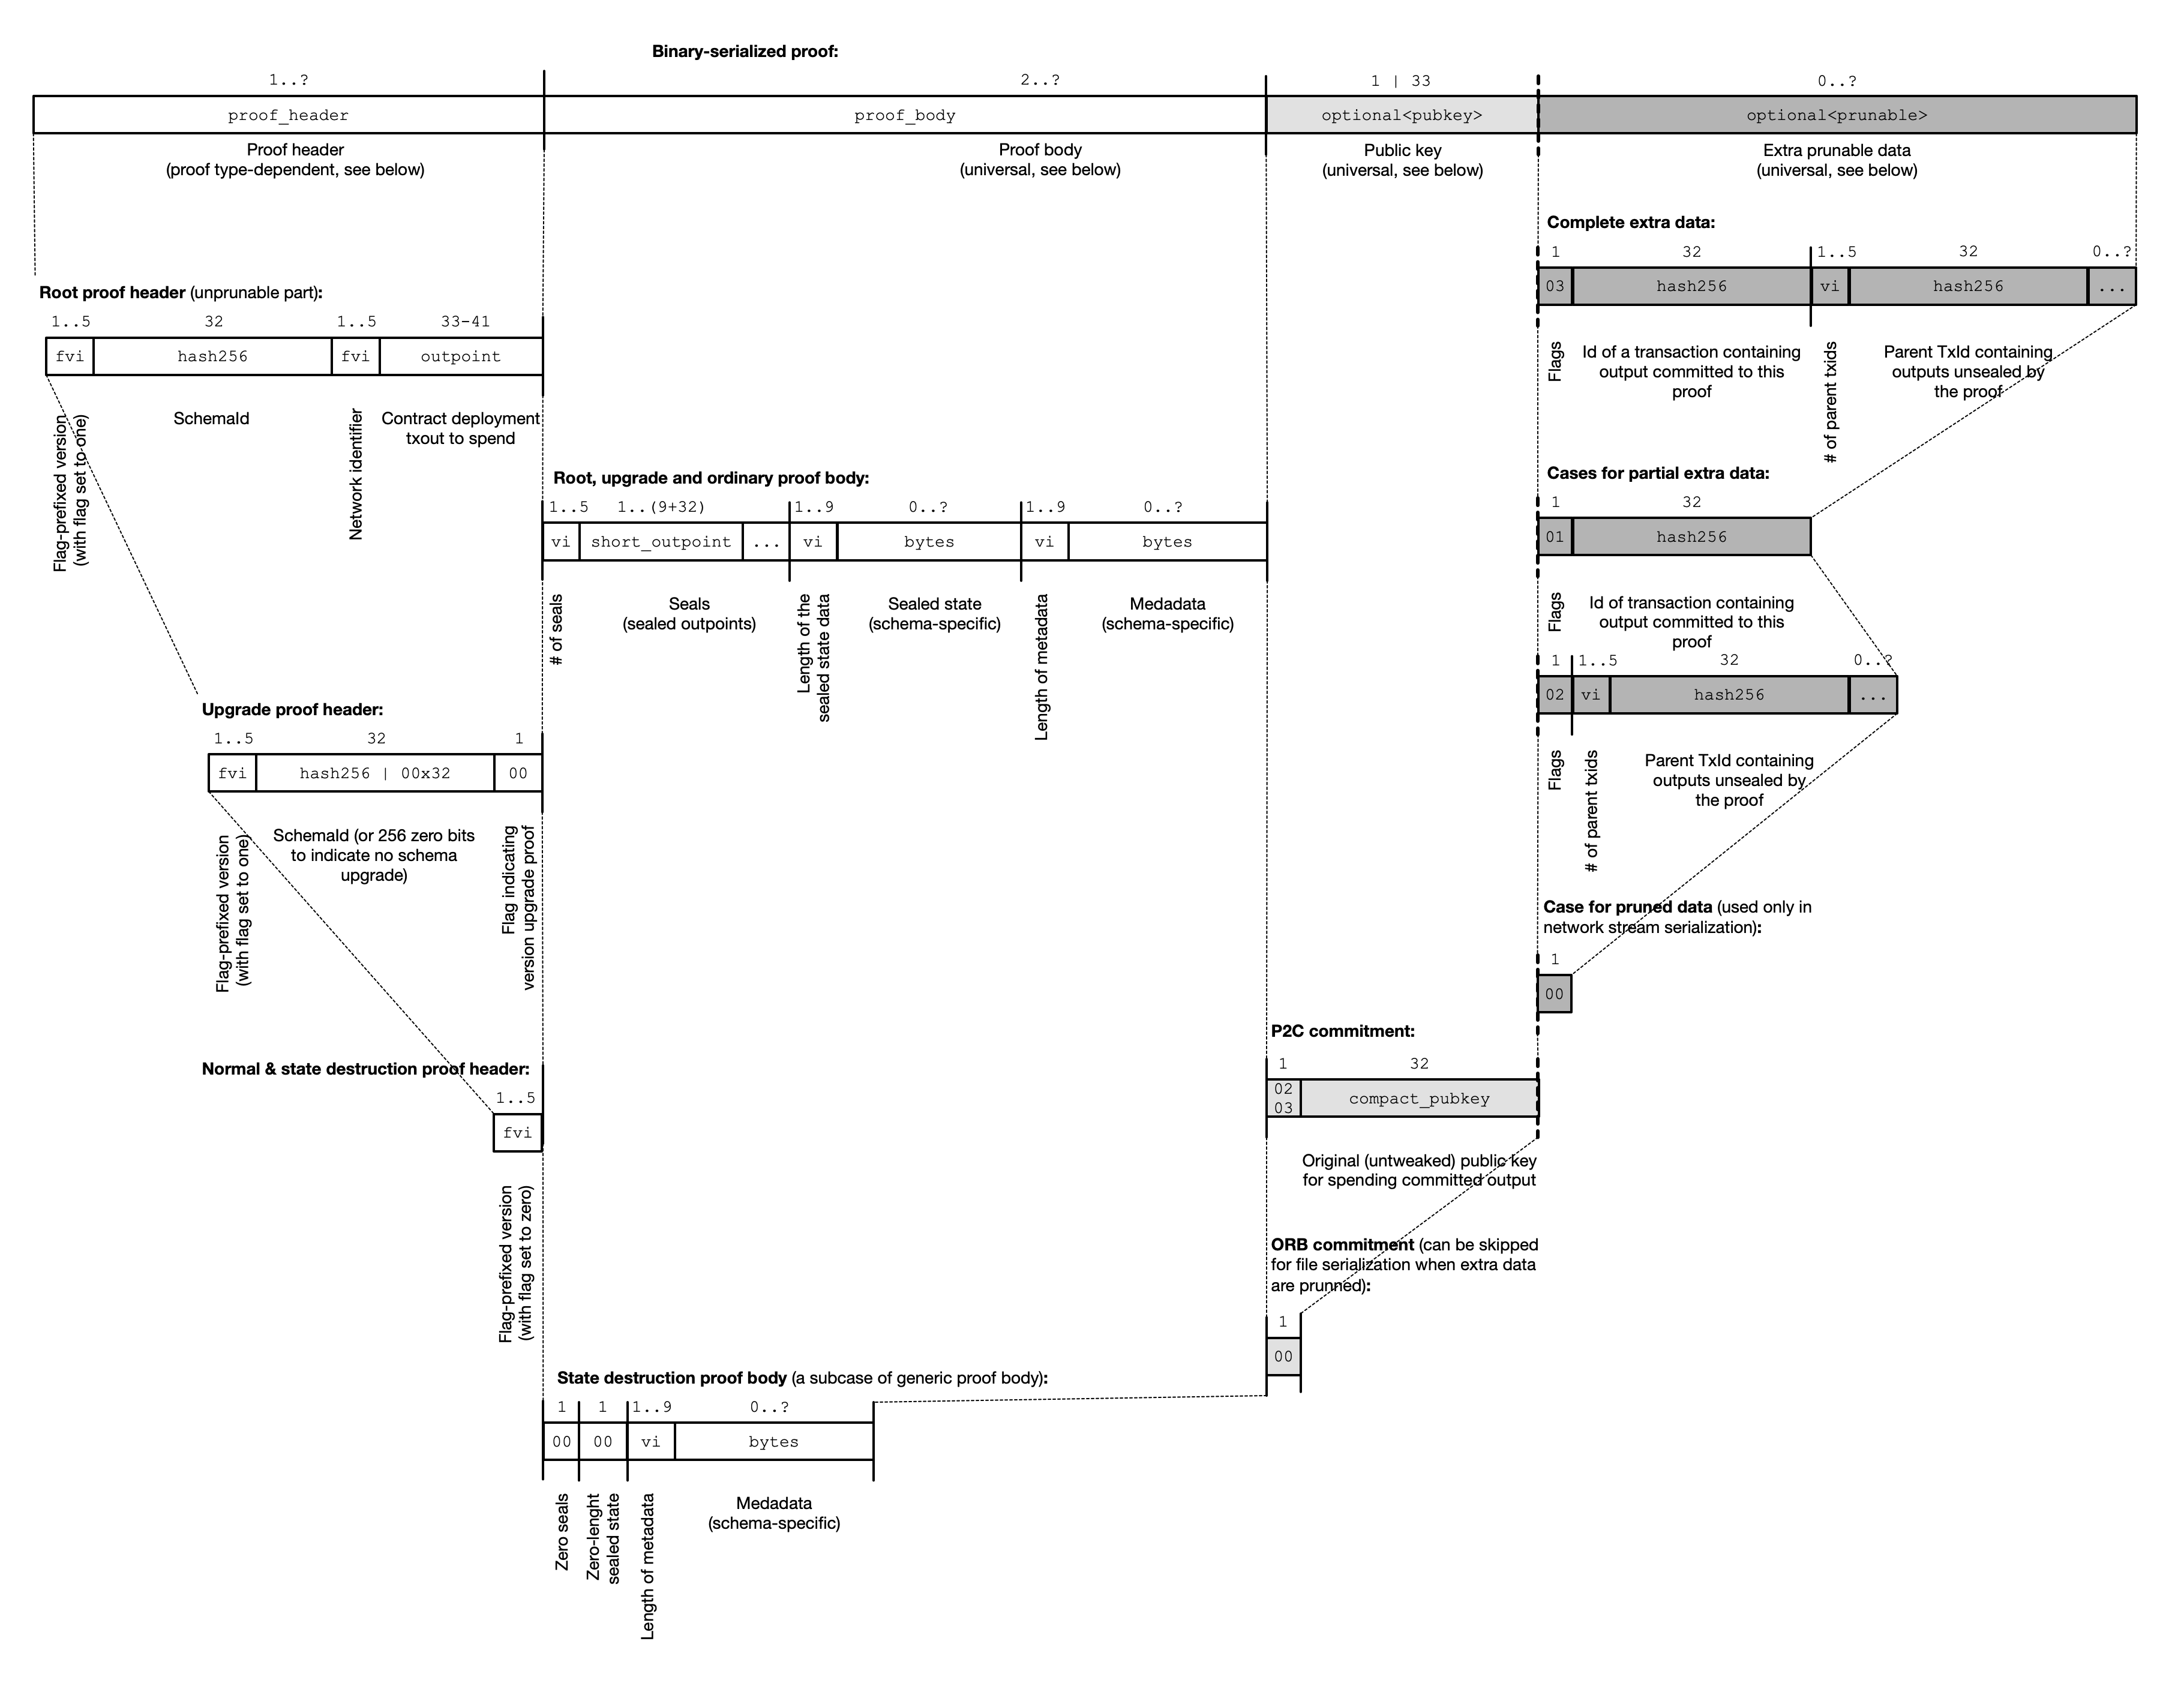 Binary-serialized proof:
1..?
2..?
1 | 33
0..?
proof_header
proof_body
optional<pubkey>
optional<prunable>
Proof header
(proof type-dependent, see below)
Proof body
(universal, see below)
Public key
(universal, see below)
Extra prunable data
(universal, see below)
Complete extra data:
1
32
1..5
32
0..?
03
hash256
vi
hash256
...
Flags
Id of a transaction containing
output committed to this
proof
# of parent txids
Parent TxId containing
outputs unsealed by
the proof
Root proof header (unprunable part):
1..5
32
1..5
33-41
fvi
hash256
fvi
outpoint
Flag-prefixed version
(with flag set to one)
SchemaId
Network identifier
Contract deployment
txout to spend
Root, upgrade and ordinary proof body:
1..5
1..(9+32)
1..9
0..?
1..9
0..?
vi
short_outpoint
...
vi
bytes
vi
bytes
# of seals
Seals
(sealed outpoints)
Length of the
sealed state data
Sealed state
(schema-specific)
Length of metadata
Medadata
(schema-specific)
Cases for partial extra data:
1
32
01
hash256
Flags
Id of transaction containing
output committed to this
proof
1
1..5
32
0..?
02
vi
hash256
...
Flags
# of parent txids
Parent TxId containing
outputs unsealed by
the proof
Upgrade proof header:
1..5
32
1
fvi
hash256 | 00x32
00
Flag-prefixed version
(with flag set to one)
SchemaId (or 256 zero bits
to indicate no schema
upgrade)
Flag indicating
version upgrade proof
Case for pruned data (used only in
network stream serialization):
1
00
P2C commitment:
1
32
02
03
compact_pubkey
Original (untweaked) public key
for spending committed output
Normal & state destruction proof header:
1..5
fvi
Flag-prefixed version
(with flag set to zero)
ORB commitment (can be skipped
for file serialization when extra data
are prunned):
1
00
State destruction proof body (a subcase of generic proof body):
1
1
1..9
0..?
00
00
vi
bytes
Zero seals
Zero-lenght
sealed state
Length of metadata
Medadata
(schema-specific)